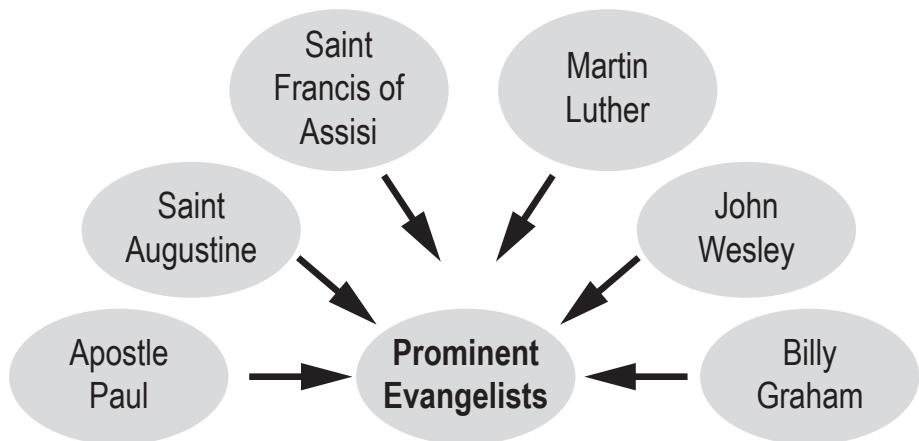 Saint
Francis of
Assisi
Martin
Luther
Saint
Augustine
John
Wesley
Apostle
Paul
Prominent
Evangelists
Billy
Graham